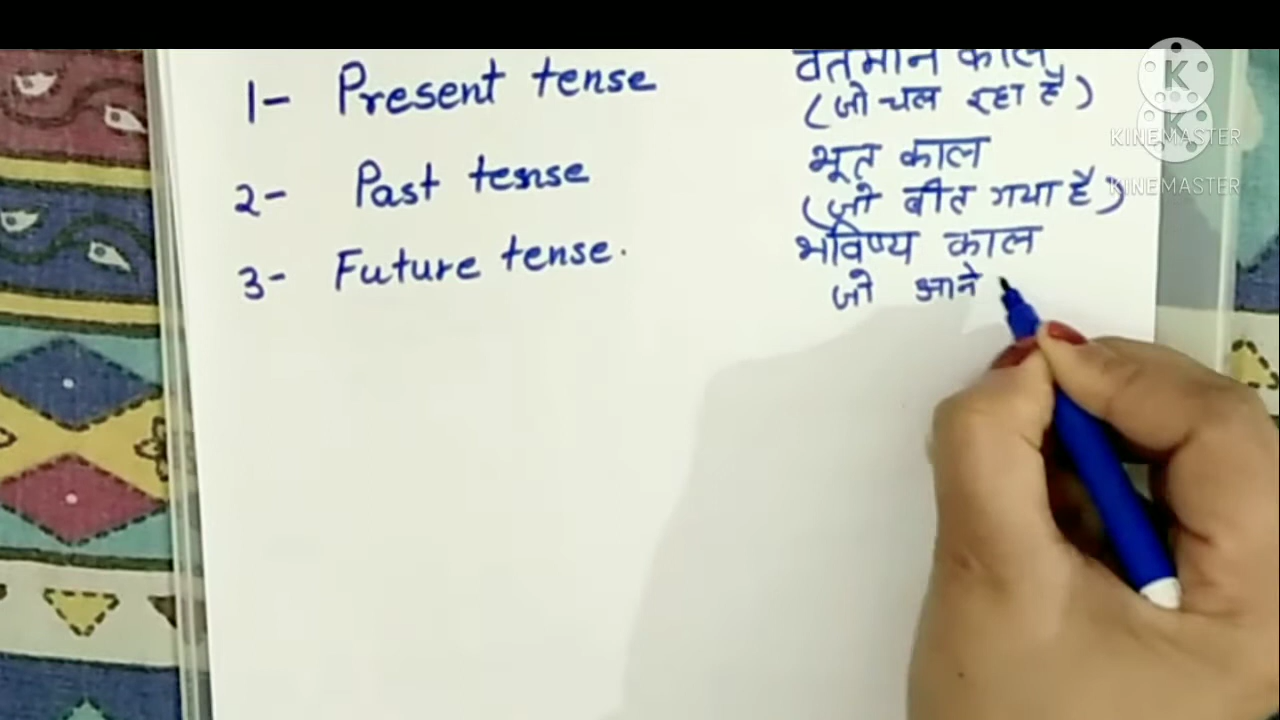 1- Present tense वर्तमान काल
(जो चल रहा है)
2- Past tense भूत काल
(जो बीत गया है)
3- Future tense. भविष्य काल
जो आने
KINEMASTER
KINEMASTER